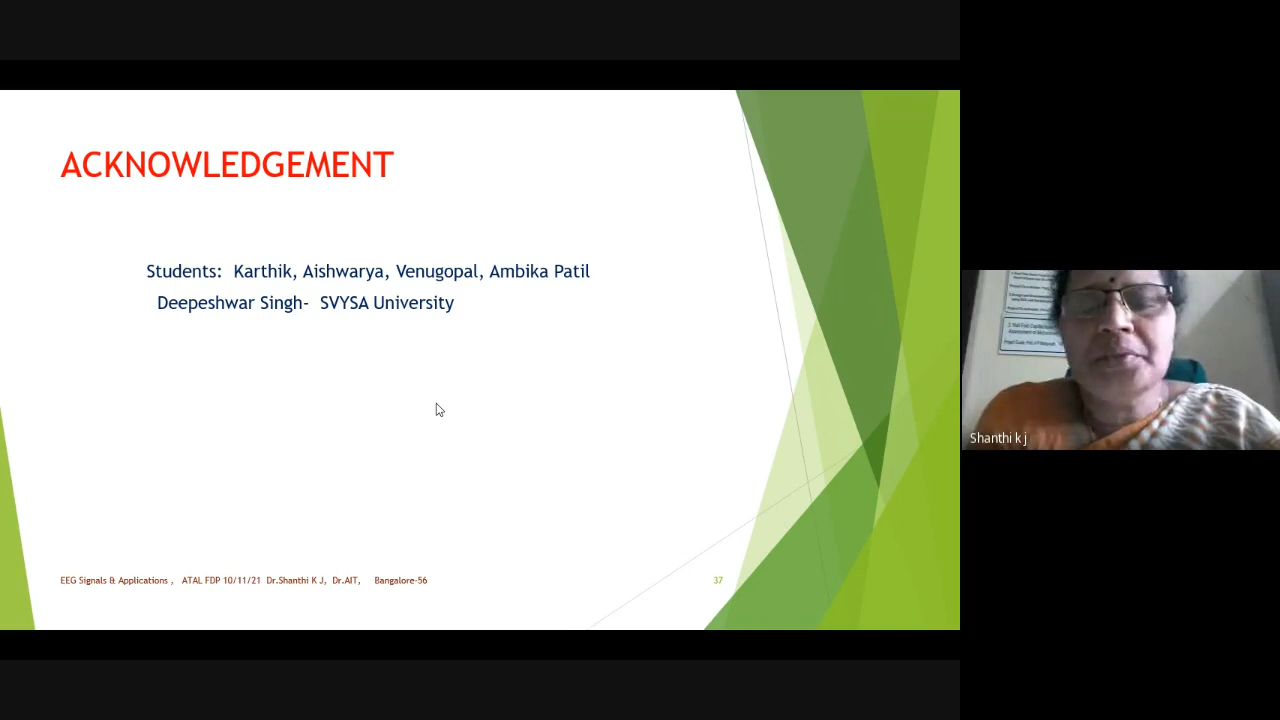 ACKNOWLEDGEMENT
Students: Karthik, Aishwarya, Venugopal, Ambika Patil
Deepeshwar Singh- SVYSA University
EEG Signals & Applications , ATAL FDP 10/11/21 Dr.Shanthi K J, Dr.AIT, Bangalore-56
37
Shanthi k j